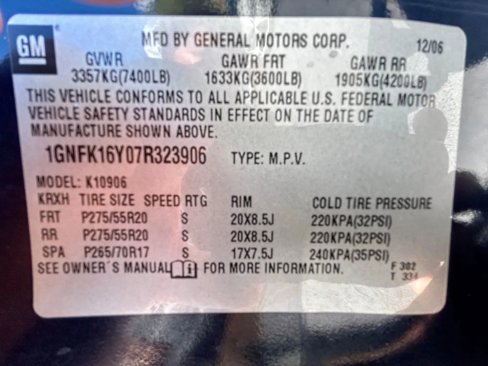 GM
MFD BY GENERAL MOTORS CORP. 12/06
GVWR GAWR FRT GAWR RR
3357KG(7400LB) 1633KG(3600LB) 1905KG(4200LB)
THIS VEHICLE CONFORMS TO ALL APPLICABLE U.S. FEDERAL MOTOR
VEHICLE SAFETY STANDARDS IN EFFECT ON THE DATE OF
MANUFACTURE SHOWN ABOVE.
1GNFK16Y07R323906 TYPE: M.P.V.
MODEL: K10906
KRXH TIRE SIZE SPEED RTG RIM COLD TIRE PRESSURE
FRT P275/55R20 S 20X8.5J 220KPA(32PSI)
RR P275/55R20 S 20X8.5J 220KPA(32PSI)
SPA P265/70R17 S 17X7.5J 240KPA(35PSI)
SEE OWNER'S MANUAL i FOR MORE INFORMATION. F 302
T 334